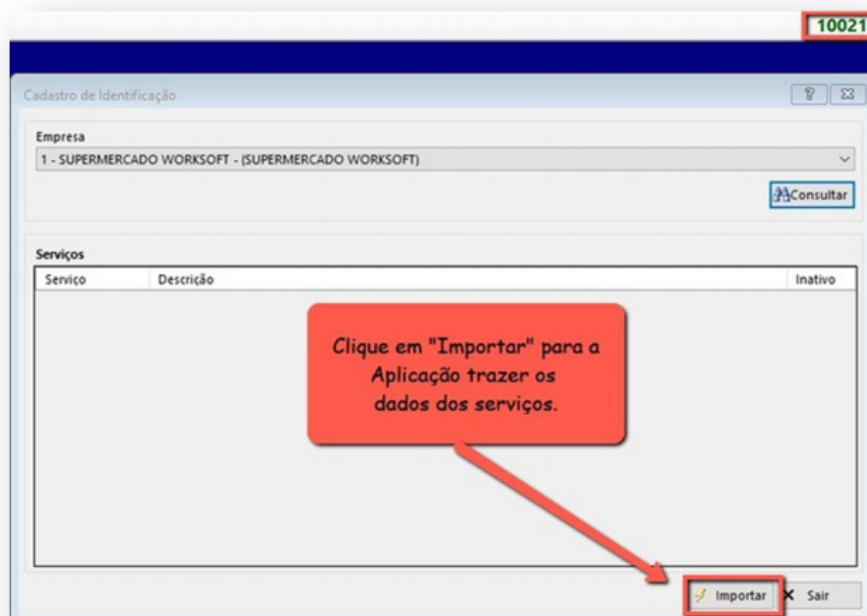 10021
Cadastro de Identificação
Empresa
1 - SUPERMERCADO WORKSOFT - (SUPERMERCADO WORKSOFT)
Consultar
Serviços
Serviço Descrição Inativo
Clique em "Importar" para a
Aplicação trazer os
dados dos serviços.
Importar Sair